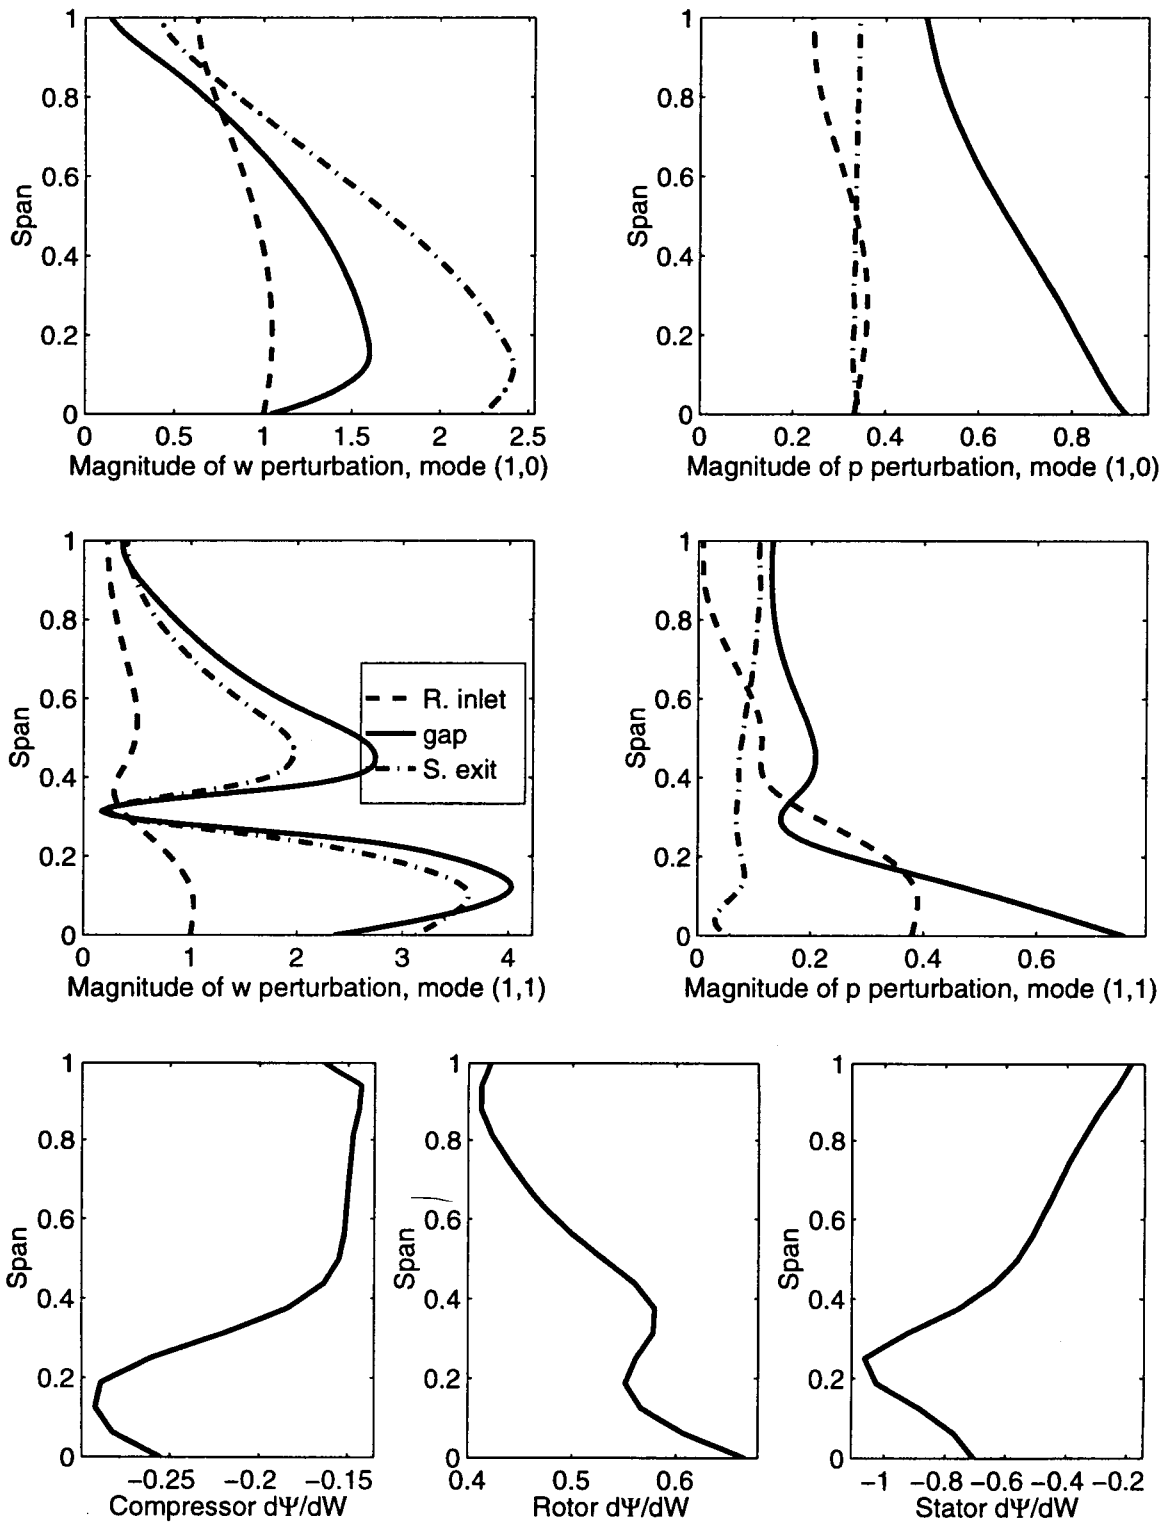 1
0.8
0.6
0.4
0.2
0
Span
0 0.5 1 1.5 2 2.5
Magnitude of w perturbation, mode (1,0)
1
0.8
0.6
0.4
0.2
0
Span
0 0.2 0.4 0.6 0.8
Magnitude of p perturbation, mode (1,0)
1
0.8
0.6
0.4
0.2
0
Span
R. inlet
gap
S. exit
0 1 2 3 4
Magnitude of w perturbation, mode (1,1)
1
0.8
0.6
0.4
0.2
0
Span
0 0.2 0.4 0.6
Magnitude of p perturbation, mode (1,1)
1
0.8
0.6
0.4
0.2
0
Span
−0.25 −0.2 −0.15
Compressor dΨ/dW
1
0.8
0.6
0.4
0.2
0
Span
0.4 0.5 0.6
Rotor dΨ/dW
1
0.8
0.6
0.4
0.2
0
Span
−1 −0.8 −0.6 −0.4 −0.2
Stator dΨ/dW